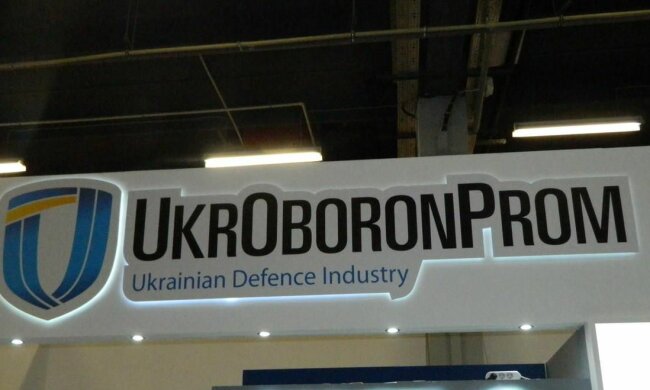 UKROBORONPROM
Ukrainian Defence Industry